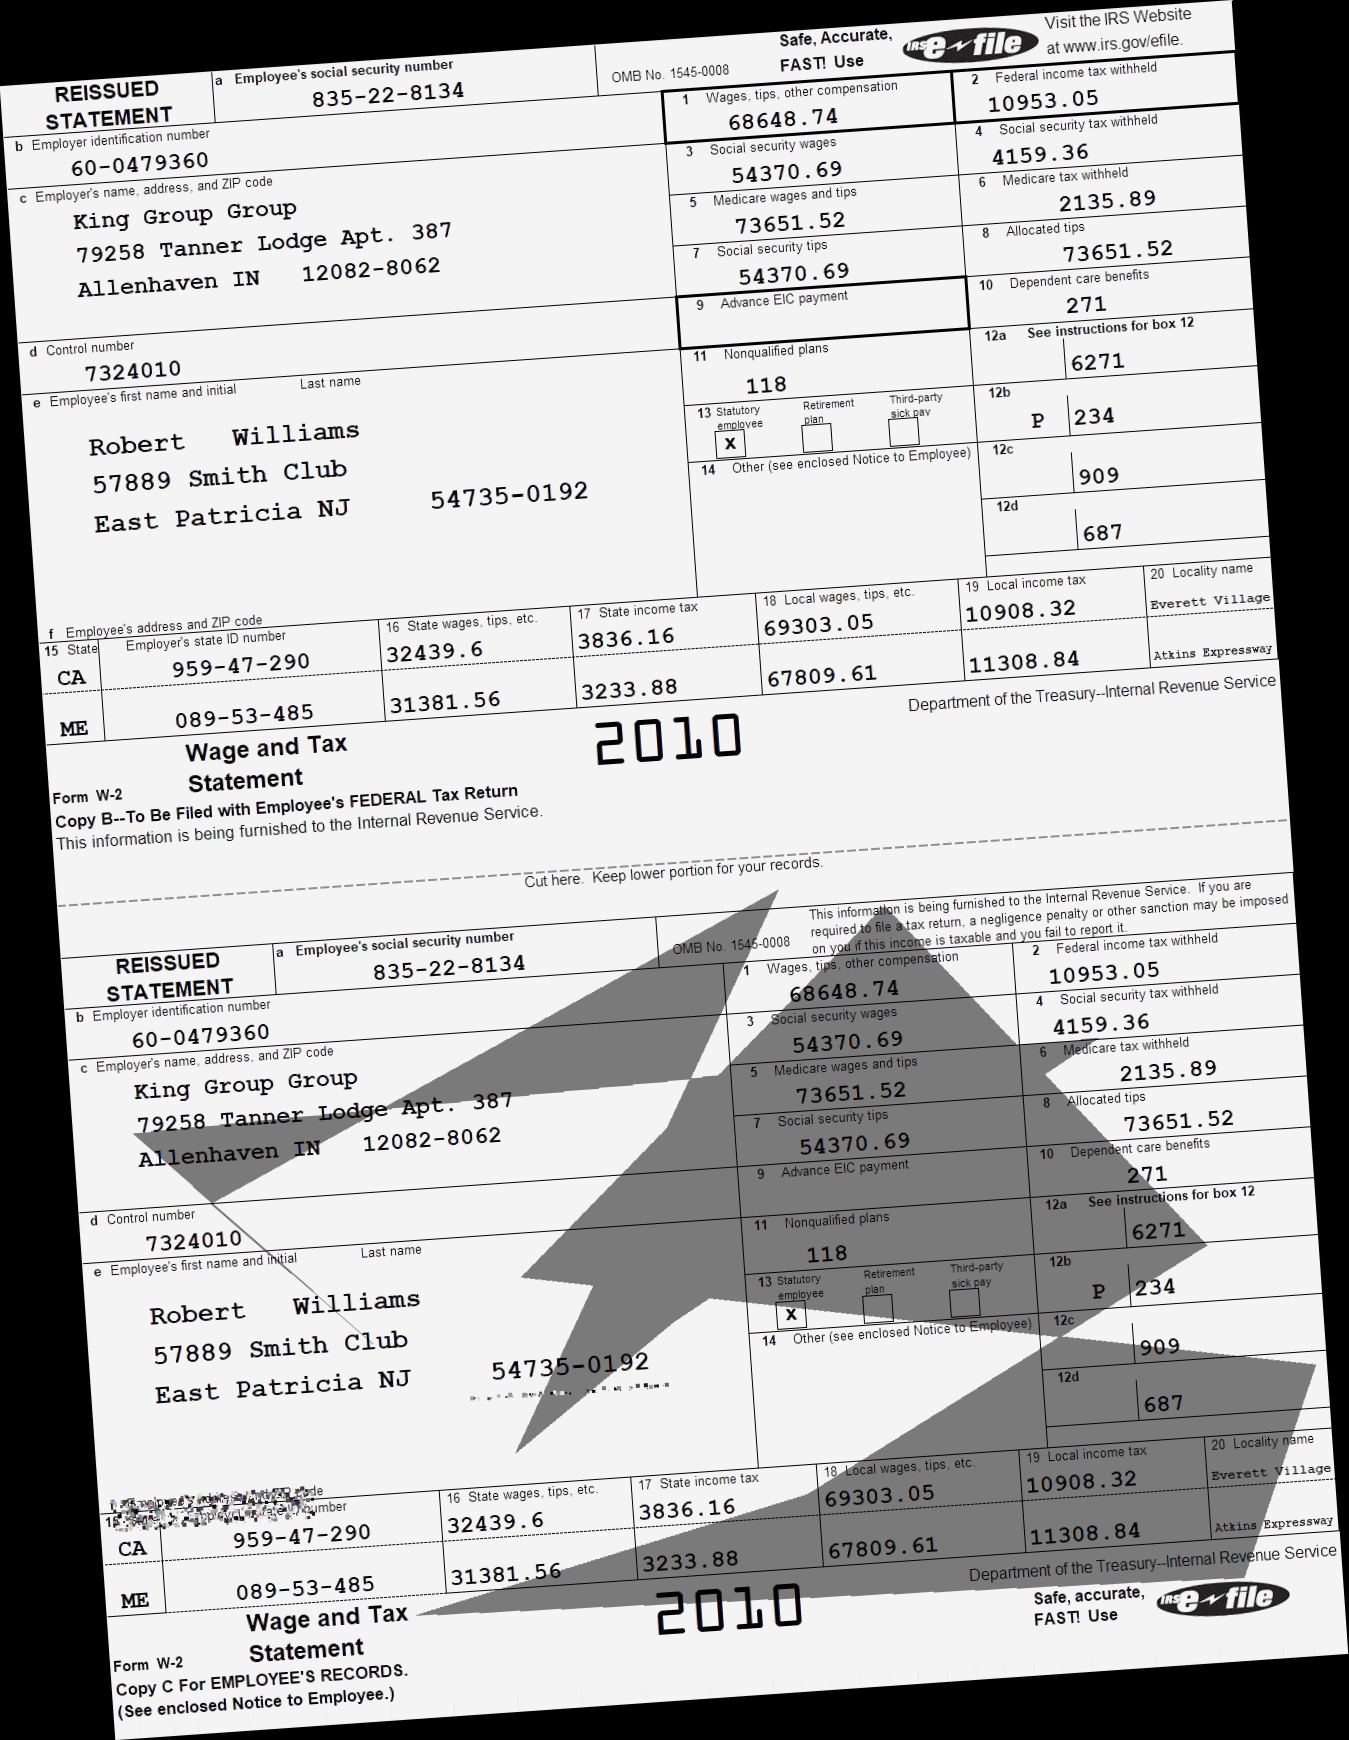 REISSUED STATEMENT
a Employee's social security number
835-22-8134
OMB No. 1545-0008
Safe, Accurate, FAST! Use
IRS e-file
Visit the IRS Website at www.irs.gov/efile.
1 Wages, tips, other compensation
68648.74
2 Federal income tax withheld
10953.05
b Employer identification number
60-0479360
3 Social security wages
54370.69
4 Social security tax withheld
4159.36
c Employer's name, address, and ZIP code
King Group Group
79258 Tanner Lodge Apt. 387
Allenhaven IN 12082-8062
5 Medicare wages and tips
73651.52
6 Medicare tax withheld
2135.89
7 Social security tips
54370.69
8 Allocated tips
73651.52
9 Advance EIC payment
10 Dependent care benefits
271
d Control number
7324010
11 Nonqualified plans
118
12a See instructions for box 12
6271
e Employee's first name and initial Last name
Robert Williams
57889 Smith Club
East Patricia NJ 54735-0192
13 Statutory employee
X
Retirement plan
Third-party sick pay
12b
P 234
14 Other (see enclosed Notice to Employee)
12c
909
12d
687
f Employee's address and ZIP code
15 State Employer's state ID number
16 State wages, tips, etc.
17 State income tax
18 Local wages, tips, etc.
19 Local income tax
20 Locality name
CA 959-47-290 32439.6 3836.16 69303.05 10908.32 Everett Village
ME 089-53-485 31381.56 3233.88 67809.61 11308.84 Atkins Expressway
Form W-2
Wage and Tax Statement
2010
Department of the Treasury--Internal Revenue Service
Copy B--To Be Filed with Employee's FEDERAL Tax Return
This information is being furnished to the Internal Revenue Service.
Cut here. Keep lower portion for your records.
REISSUED STATEMENT
a Employee's social security number
835-22-8134
OMB No. 1545-0008
This information is being furnished to the Internal Revenue Service. If you are
required to file a tax return, a negligence penalty or other sanction may be imposed
on you if this income is taxable and you fail to report it.
1 Wages, tips, other compensation
68648.74
2 Federal income tax withheld
10953.05
b Employer identification number
60-0479360
3 Social security wages
54370.69
4 Social security tax withheld
4159.36
c Employer's name, address, and ZIP code
King Group Group
79258 Tanner Lodge Apt. 387
Allenhaven IN 12082-8062
5 Medicare wages and tips
73651.52
6 Medicare tax withheld
2135.89
7 Social security tips
54370.69
8 Allocated tips
73651.52
9 Advance EIC payment
10 Dependent care benefits
271
d Control number
7324010
11 Nonqualified plans
118
12a See instructions for box 12
6271
e Employee's first name and initial Last name
Robert Williams
57889 Smith Club
East Patricia NJ 54735-0192
13 Statutory employee
X
Retirement plan
Third-party sick pay
12b
P 234
14 Other (see enclosed Notice to Employee)
12c
909
12d
687
number
16 State wages, tips, etc.
17 State income tax
18 Local wages, tips, etc.
19 Local income tax
20 Locality name
CA 959-47-290 32439.6 3836.16 69303.05 10908.32 Everett Village
ME 089-53-485 31381.56 3233.88 67809.61 11308.84 Atkins Expressway
Form W-2
Wage and Tax Statement
2010
Department of the Treasury--Internal Revenue Service
Safe, accurate, FAST! Use
IRS e-file
Copy C For EMPLOYEE'S RECORDS.
(See enclosed Notice to Employee.)